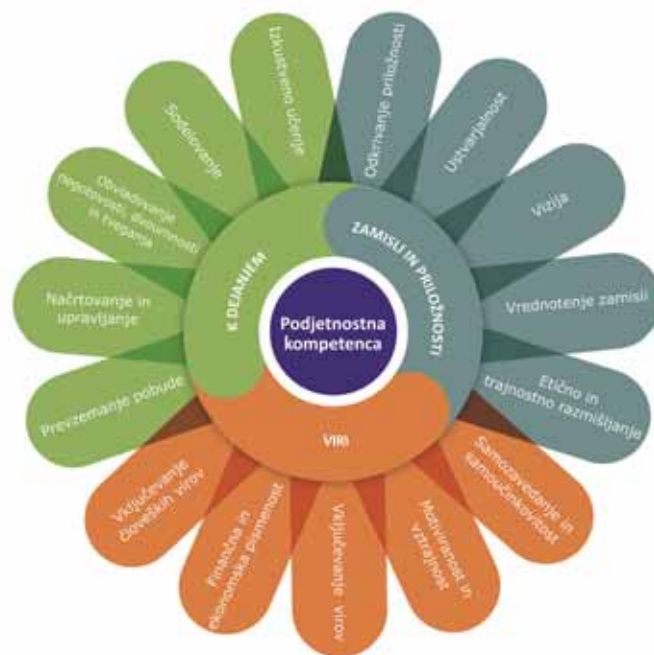 Podjetnostna
kompetenca
ZAMISLI IN PRILOŽNOSTI
Odkrivanje priložnosti
Ustvarjalnost
Vizija
Vrednotenje zamisli
Etično in
trajnostno razmišljanje
VIRI
Samozavedanje in
samoučinkovitost
Motiviranost in
vztrajnost
Vključevanje virov
Finančna in
ekonomska pismenost
Vključevanje
človeških virov
K DEJANJEM
Prevzemanje pobude
Načrtovanje in
upravljanje
Obvladovanje
negotovosti, dvoumnosti
in tveganja
Sodelovanje
Izkustveno učenje